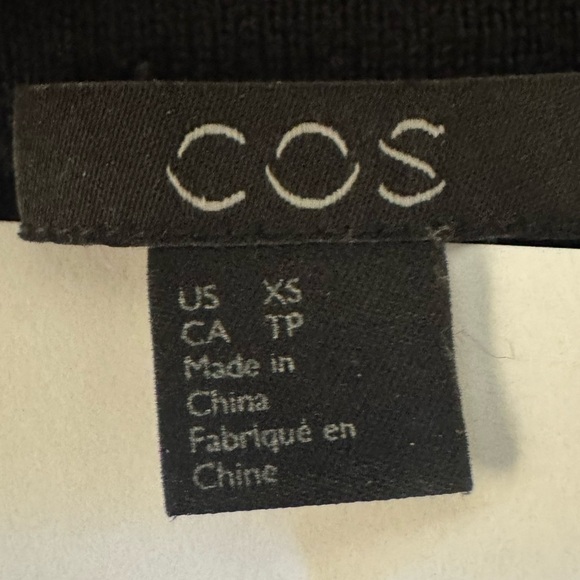 COS
US XS
CA TP
Made in
China
Fabriqué en
Chine